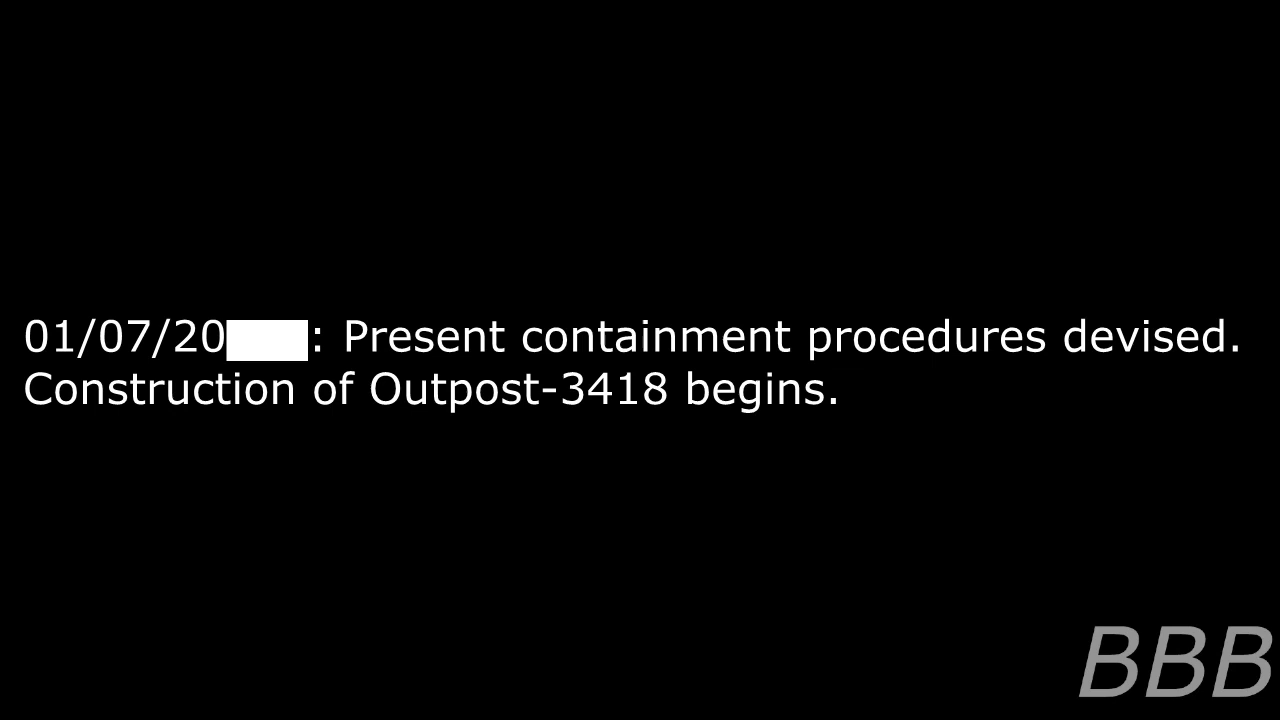 01/07/20██: Present containment procedures devised.
Construction of Outpost-3418 begins.
BBB